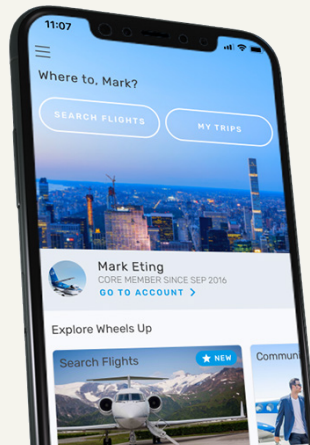 11:07
Where to, Mark?
SEARCH FLIGHTS
MY TRIPS
Mark Eting
CORE MEMBER SINCE SEP 2016
GO TO ACCOUNT
Explore Wheels Up
Search Flights
NEW
Communi